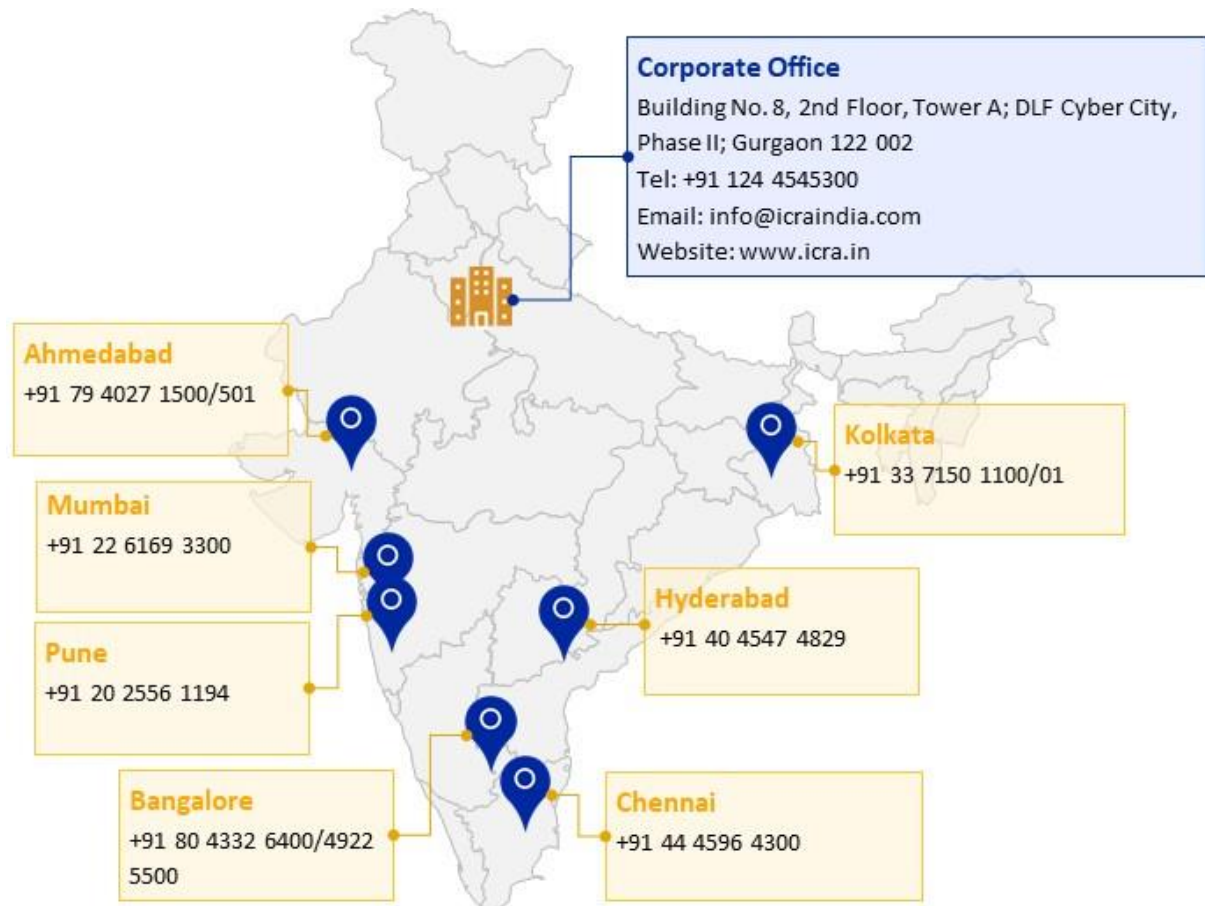 Corporate Office
Building No. 8, 2nd Floor, Tower A; DLF Cyber City,
Phase II; Gurgaon 122 002
Tel: +91 124 4545300
Email: info@icraindia.com
Website: www.icra.in
Ahmedabad
+91 79 4027 1500/501
Kolkata
+91 33 7150 1100/01
Mumbai
+91 22 6169 3300
Hyderabad
+91 40 4547 4829
Pune
+91 20 2556 1194
Bangalore
+91 80 4332 6400/4922
5500
Chennai
+91 44 4596 4300